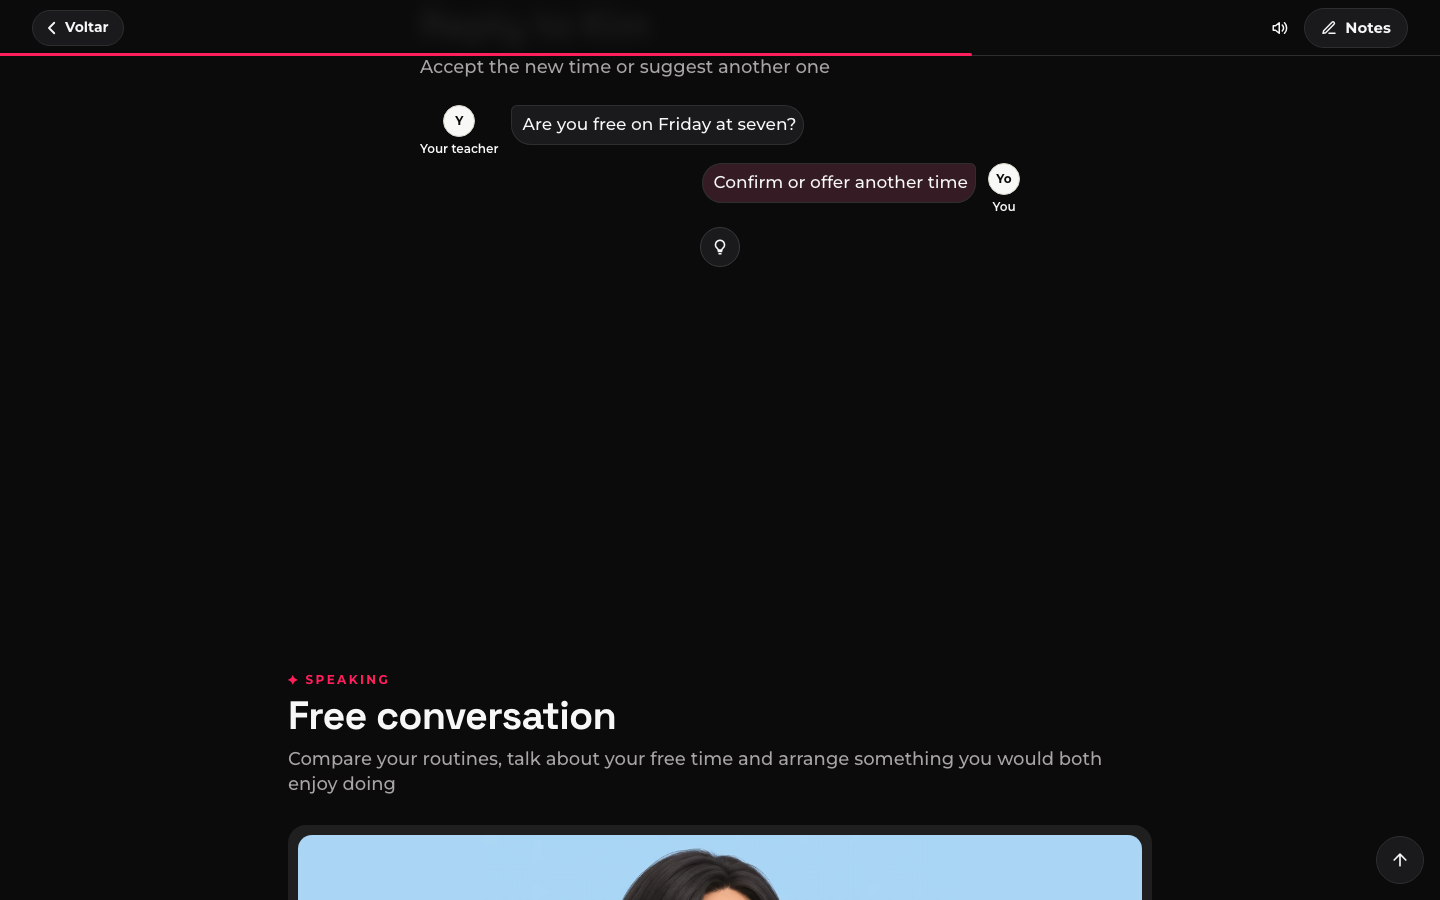 Voltar
Notes
Accept the new time or suggest another one
Y
Are you free on Friday at seven?
Your teacher
Confirm or offer another time
Yo
You
SPEAKING
Free conversation
Compare your routines, talk about your free time and arrange something you would both
enjoy doing